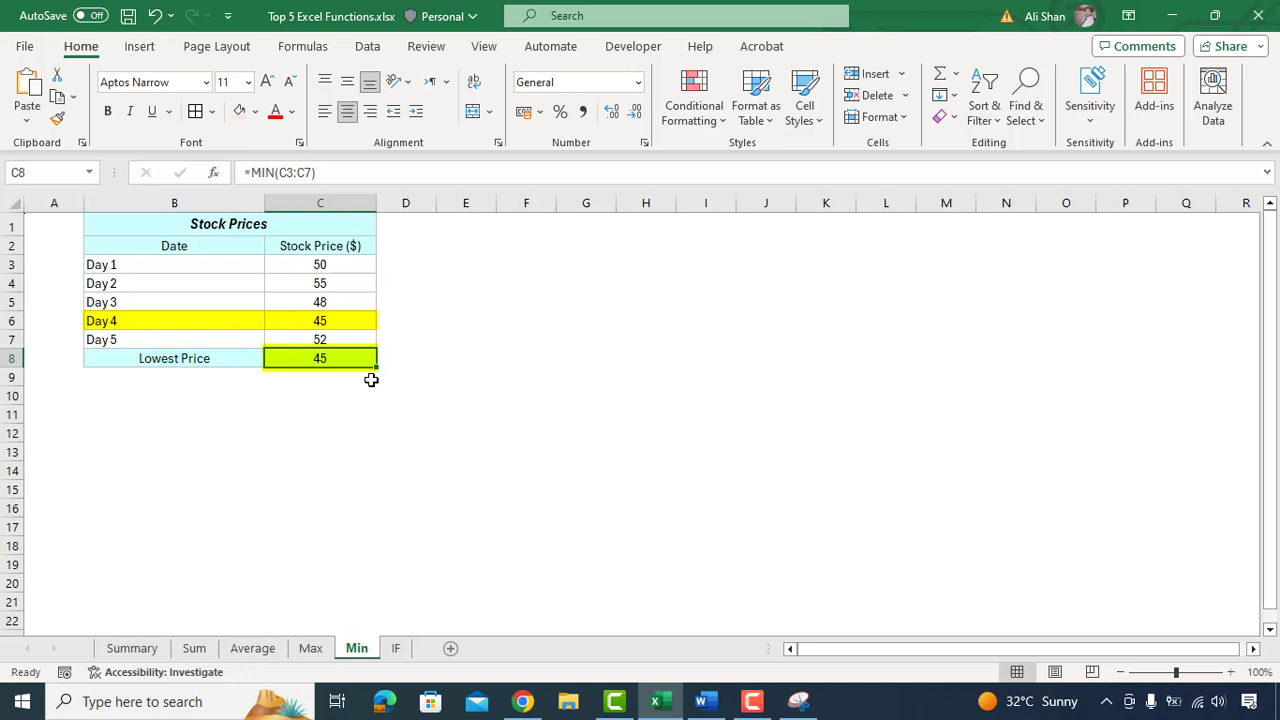 AutoSave Off Top 5 Excel Functions.xlsx Personal Search Ali Shan
File Home Insert Page Layout Formulas Data Review View Automate Developer Help Acrobat Comments Share
Paste
Aptos Narrow 11
B I U A
ab
General
% ,
Conditional Formatting
Format as Table
Cell Styles
Insert
Delete
Format
Sort & Filter
Find & Select
Sensitivity
Add-ins
Analyze Data
Clipboard Font Alignment Number Styles Cells Editing Sensitivity Add-ins
C8 fx =MIN(C3:C7)
A B C D E F G H I J K L M N O P Q R
1 Stock Prices
2 Date Stock Price ($)
3 Day 1 50
4 Day 2 55
5 Day 3 48
6 Day 4 45
7 Day 5 52
8 Lowest Price 45
9
10
11
12
13
14
15
16
17
18
19
20
21
22
Summary Sum Average Max Min IF
Ready Accessibility: Investigate 100%
Type here to search 32°C Sunny